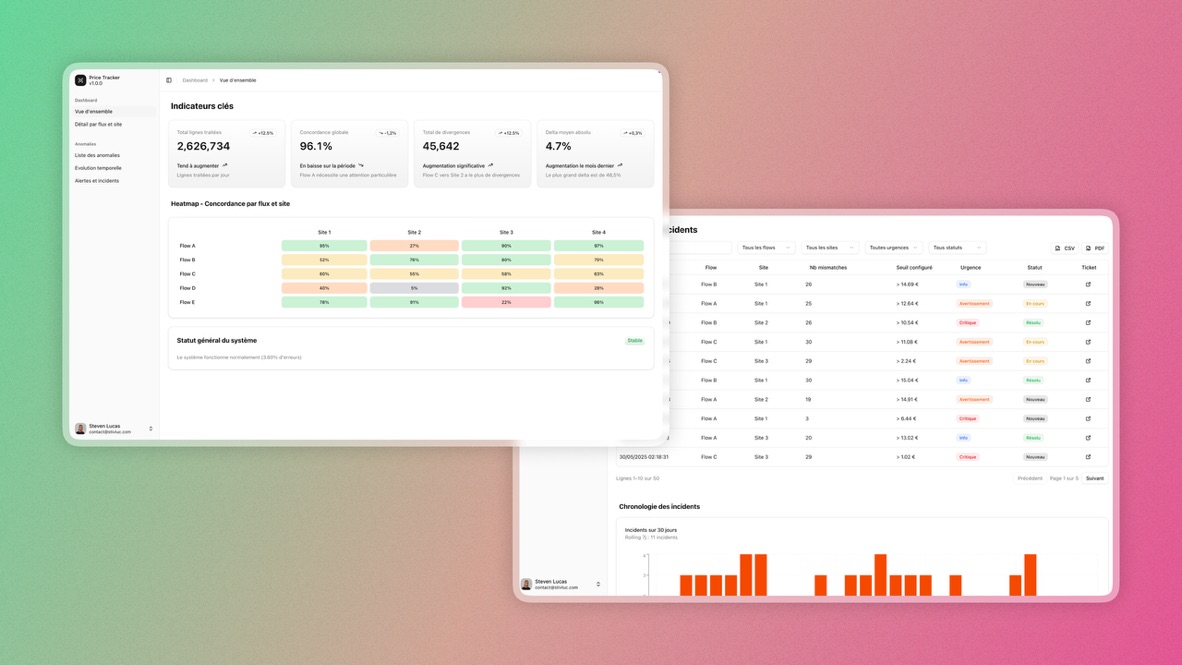 Price Tracker
v1.0.0
Dashboard
Vue d'ensemble
Détail par flux et site
Anomalies
Liste des anomalies
Evolution temporelle
Alertes et incidents
Steven Lucas
contact@stivluc.com
Dashboard > Vue d'ensemble
Indicateurs clés
Total lignes traitées +12.5%
2,626,734
Tend à augmenter
Lignes traitées par jour
Concordance globale -1.2%
96.1%
En baisse sur la période
Flow A nécessite une attention particulière
Total de divergences +12.5%
45,642
Augmentation significative
Flow C vers Site 2 a le plus de divergences
Delta moyen absolu +5.3%
4.7%
Augmentation le mois dernier
Le plus grand delta est de 48,5%
Heatmap - Concordance par flux et site
Site 1 Site 2 Site 3 Site 4
Flow A 95% 27% 90% 97%
Flow B 53% 76% 80% 70%
Flow C 69% 55% 58% 63%
Flow D 40% 5% 92% 28%
Flow E 78% 91% 22% 88%
Statut général du système Stable
Le système fonctionne normalement (3.89% d'erreurs)
cidents
Tous les flows Tous les sites Toutes urgences Tous statuts CSV PDF
Flow Site Nb mismatches Seuil configuré Urgence Statut Ticket
Flow B Site 1 26 > 14.69 € Info Nouveau
Flow A Site 1 25 > 12.64 € Avertissement En cours
Flow B Site 2 26 > 10.54 € Critique Résolu
Flow C Site 1 30 > 11.08 € Avertissement En cours
Flow C Site 3 29 > 2.24 € Avertissement En cours
Flow B Site 1 30 > 15.04 € Info Résolu
Flow A Site 2 19 > 14.91 € Avertissement Nouveau
Flow A Site 1 3 > 6.44 € Critique Nouveau
Flow A Site 3 20 > 13.02 € Info Résolu
30/05/2025 02:18:31 Flow C Site 3 29 > 1.02 € Critique Nouveau
Lignes 1-10 sur 50 Précédent Page 1 sur 5 Suivant
Chronologie des incidents
Incidents sur 30 jours
Rolling 7j : 11 incidents
4
Steven Lucas
contact@stivluc.com